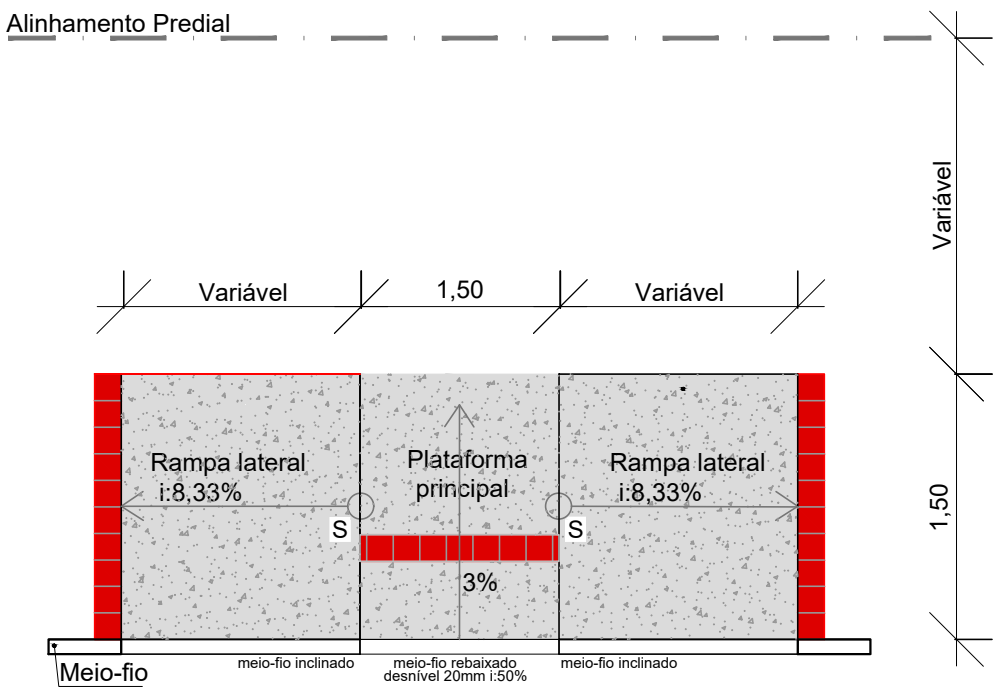 Alinhamento Predial
Variável
Variável
1,50
Variável
Rampa lateral
i:8,33%
Plataforma
principal
Rampa lateral
i:8,33%
1,50
S
S
3%
meio-fio inclinado
meio-fio rebaixado
desnível 20mm i:50%
meio-fio inclinado
Meio-fio